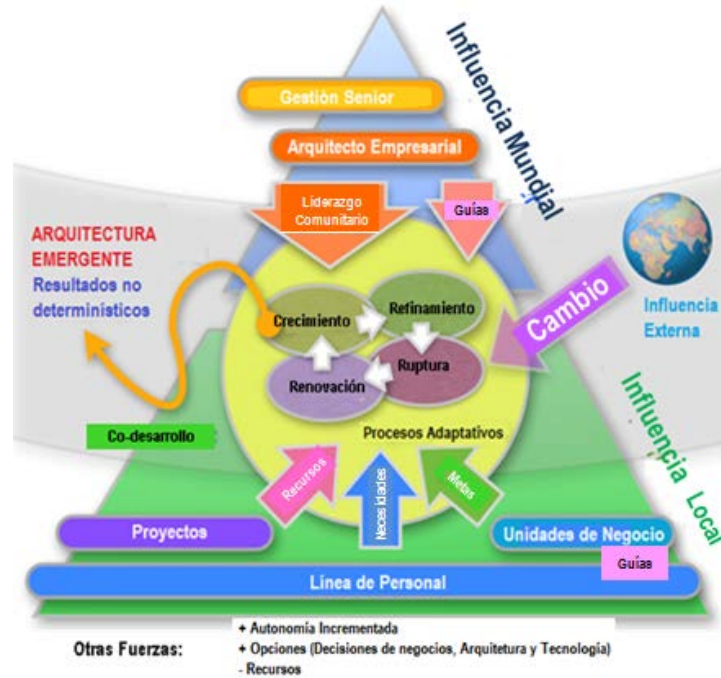 Gestión Senior
Influencia Mundial
Arquitecto Empresarial
Liderazgo
Comunitario
Guías
ARQUITECTURA
EMERGENTE
Resultados no
determinísticos
Crecimiento
Refinamiento
Cambio
Influencia
Externa
Renovación
Ruptura
Co-desarrollo
Procesos Adaptativos
Influencia Local
Recursos
Necesidades
Metas
Proyectos
Unidades de Negocio
Guías
Línea de Personal
Otras Fuerzas:
+ Autonomía Incrementada
+ Opciones (Decisiones de negocios, Arquitetura y Tecnología)
- Recursos